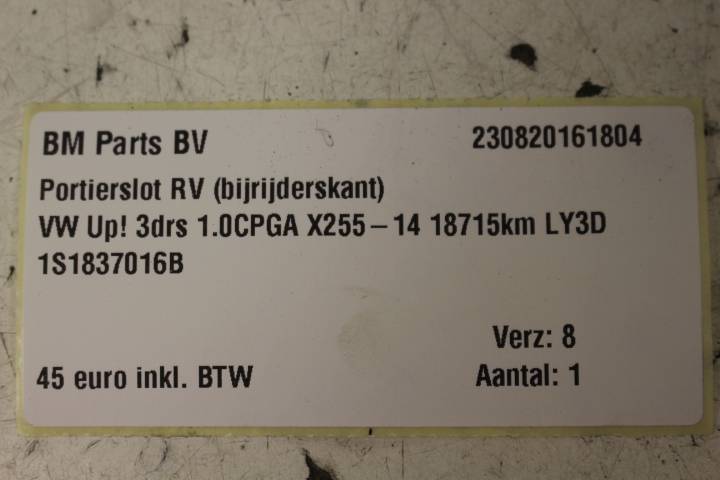 BM Parts BV 230820161804
Portierslot RV (bijrijderskant)
VW Up! 3drs 1.0CPGA X255-14 18715km LY3D
1S1837016B
Verz: 8
45 euro inkl. BTW Aantal: 1